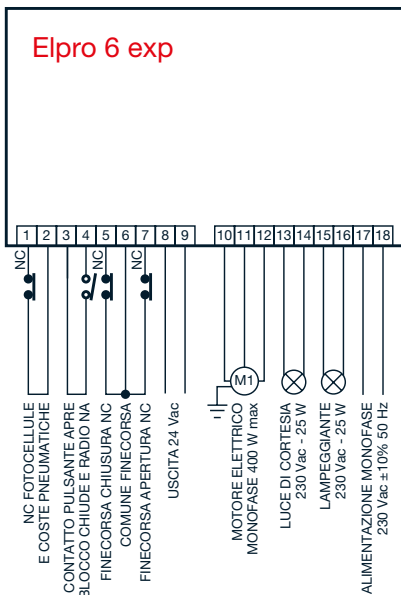 Elpro 6 exp
1 2 3 4 5 6 7 8 9 10 11 12 13 14 15 16 17 18
NC
NC
NC
M1
NC FOTOCELLULE
E COSTE PNEUMATICHE
CONTATTO PULSANTE APRE
BLOCCO CHIUDE E RADIO NA
FINECORSA CHIUSURA NC
COMUNE FINECORSA
FINECORSA APERTURA NC
USCITA 24 Vac
MOTORE ELETTRICO
MONOFASE 400 W max
LUCE DI CORTESIA
230 Vac - 25 W
LAMPEGGIANTE
230 Vac - 25 W
ALIMENTAZIONE MONOFASE
230 Vac ±10% 50 Hz